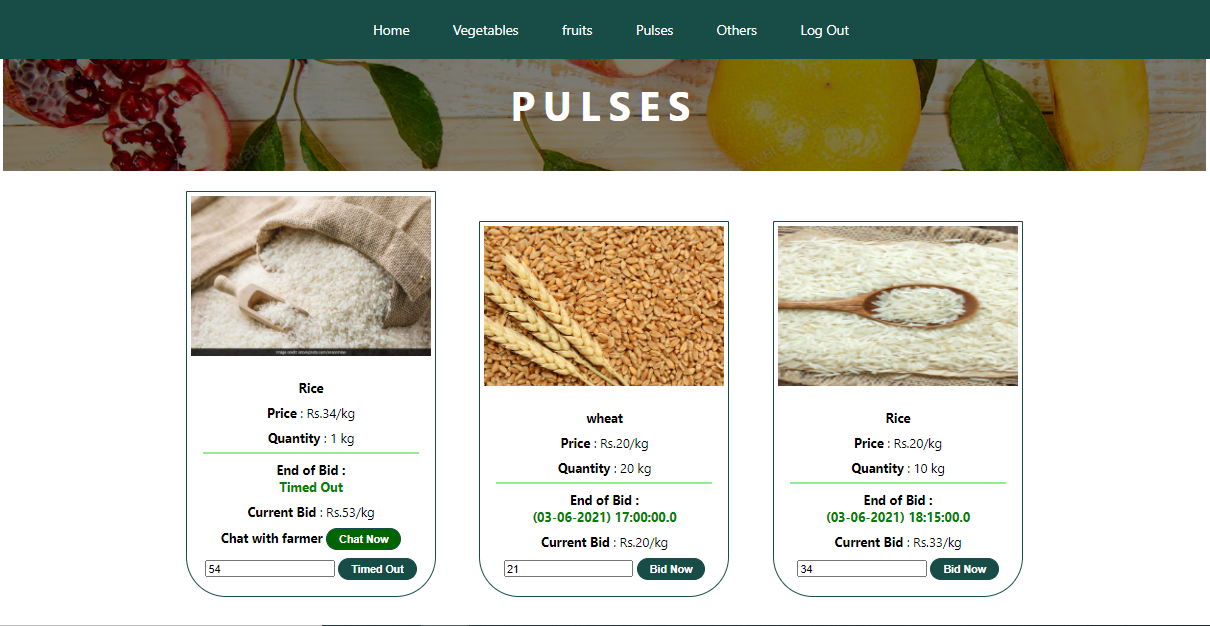 Home Vegetables fruits Pulses Others Log Out
PULSES
Rice
Price : Rs.34/kg
Quantity : 1 kg
End of Bid :
Timed Out
Current Bid : Rs.53/kg
Chat with farmer Chat Now
54 Timed Out
wheat
Price : Rs.20/kg
Quantity : 20 kg
End of Bid :
(03-06-2021) 17:00:00.0
Current Bid : Rs.20/kg
21 Bid Now
Rice
Price : Rs.20/kg
Quantity : 10 kg
End of Bid :
(03-06-2021) 18:15:00.0
Current Bid : Rs.33/kg
34 Bid Now